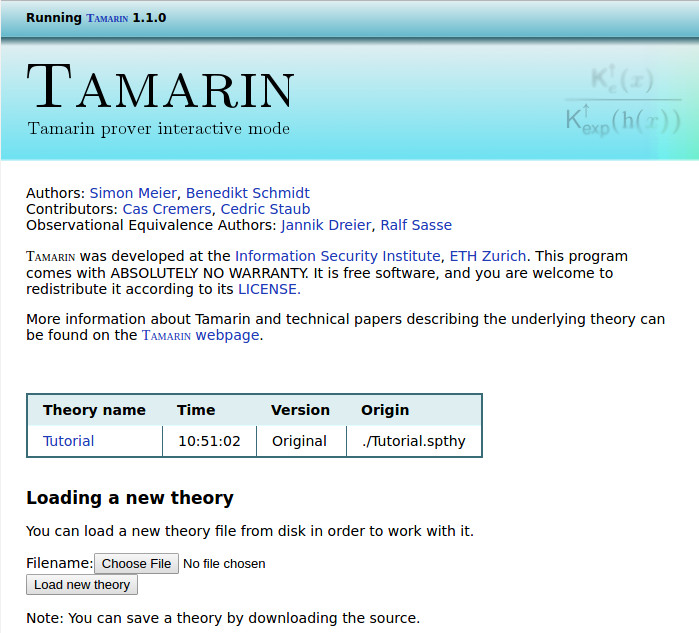 Running TAMARIN 1.1.0
TAMARIN
Tamarin prover interactive mode
K↑e(x)
K↑exp(h(x))
Authors: Simon Meier, Benedikt Schmidt
Contributors: Cas Cremers, Cedric Staub
Observational Equivalence Authors: Jannik Dreier, Ralf Sasse
TAMARIN was developed at the Information Security Institute, ETH Zurich. This program
comes with ABSOLUTELY NO WARRANTY. It is free software, and you are welcome to
redistribute it according to its LICENSE.
More information about Tamarin and technical papers describing the underlying theory can
be found on the TAMARIN webpage.
Theory name Time Version Origin
Tutorial 10:51:02 Original ./Tutorial.spthy
Loading a new theory
You can load a new theory file from disk in order to work with it.
Filename: Choose File No file chosen
Load new theory
Note: You can save a theory by downloading the source.